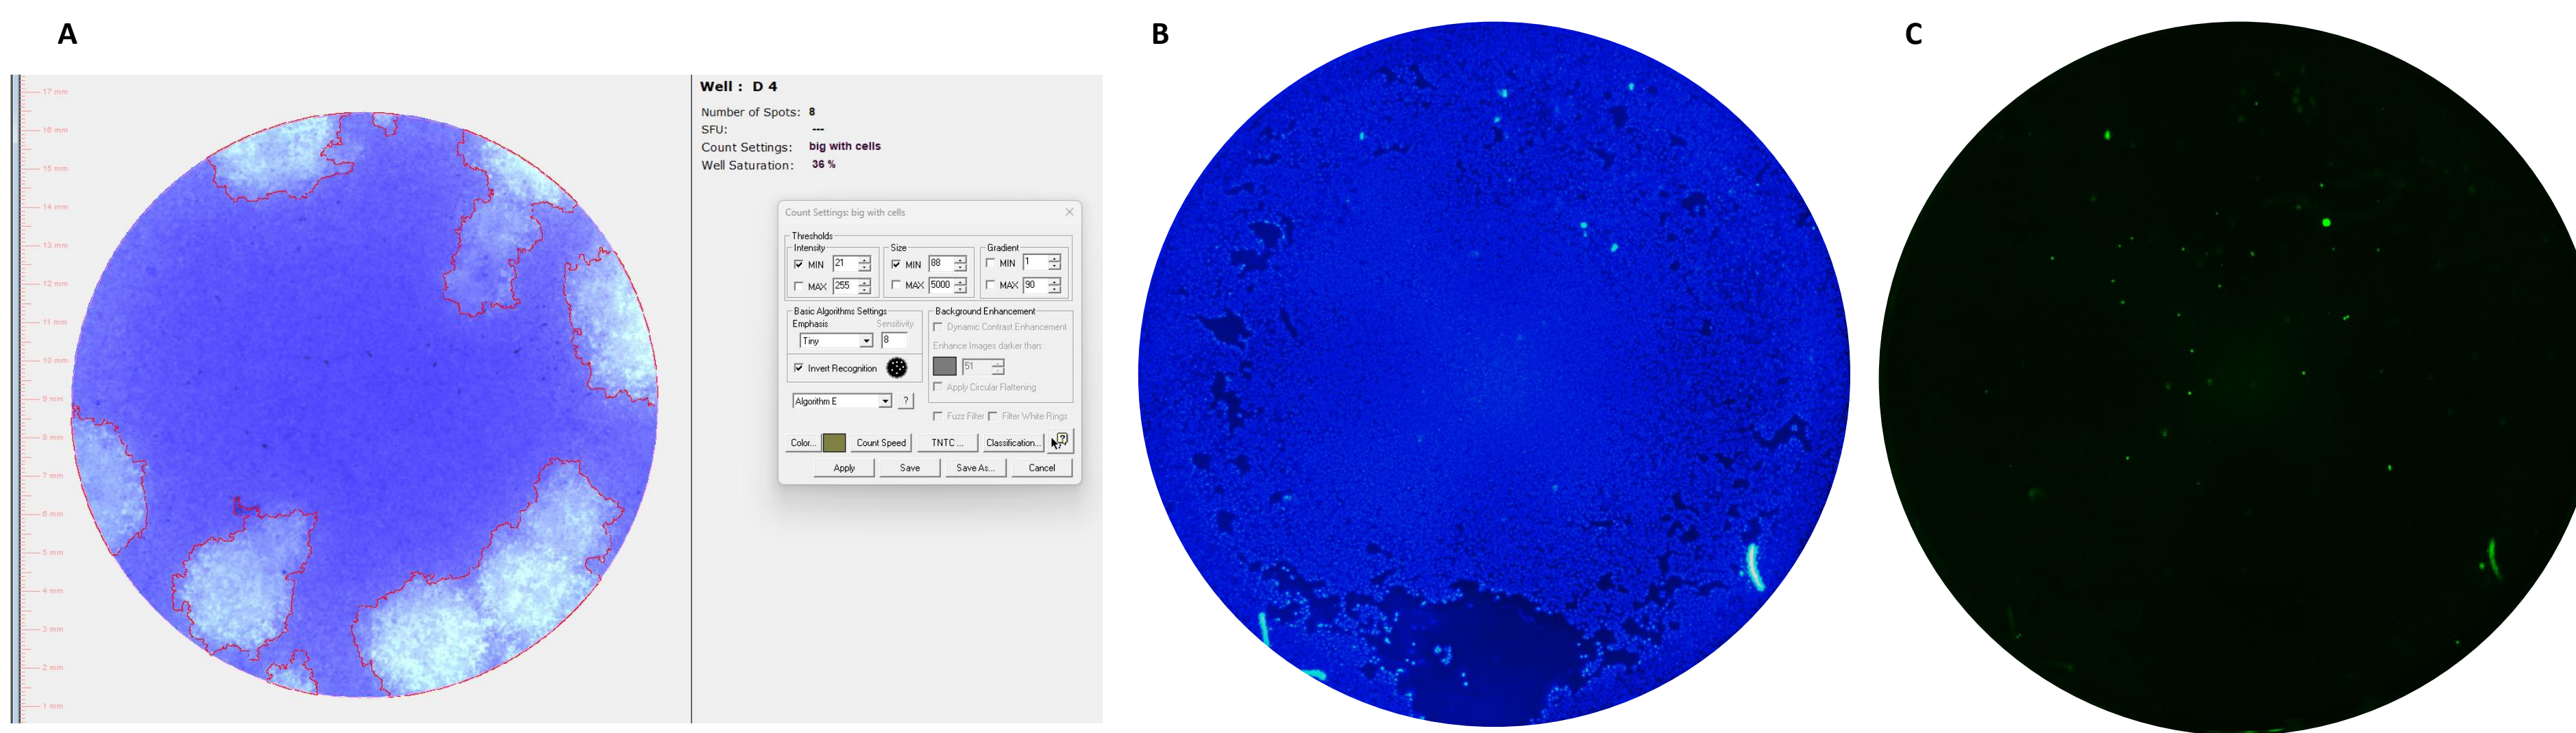 A
B
C
17 mm
16 mm
15 mm
14 mm
13 mm
12 mm
11 mm
10 mm
9 mm
8 mm
7 mm
6 mm
5 mm
4 mm
3 mm
2 mm
1 mm
Well : D 4
Number of Spots: 8
SFU: ---
Count Settings: big with cells
Well Saturation: 36 %
Count Settings: big with cells
Thresholds
Intensity
MIN 21
MAX 255
Size
MIN 88
MAX 5000
Gradient
MIN 1
MAX 90
Basic Algorithms Settings
Emphasis Sensitivity
Tiny 8
Invert Recognition
Algorithm E ?
Background Enhancement
Dynamic Contrast Enhancement
Enhance Images darker than:
51
Apply Circular Flattening
Fuzz Filter Filter White Rings
Color... Count Speed TNTC ... Classification... ?
Apply Save Save As... Cancel